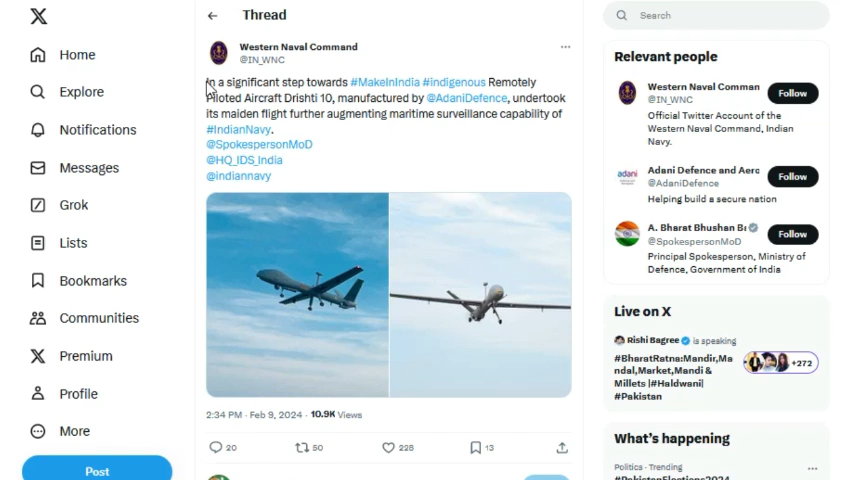 Thread
Search
Home
Explore
Notifications
Messages
Grok
Lists
Bookmarks
Communities
Premium
Profile
More
Post
Western Naval Command
@IN_WNC
In a significant step towards #MakeInIndia #indigenous Remotely
Piloted Aircraft Drishti 10, manufactured by @AdaniDefence, undertook
its maiden flight further augmenting maritime surveillance capability of
#IndianNavy.
@SpokespersonMoD
@HQ_IDS_India
@indiannavy
2:34 PM · Feb 9, 2024 · 10.9K Views
20 50 228 13
Relevant people
Western Naval Comman
@IN_WNC
Follow
Official Twitter Account of the
Western Naval Command, Indian
Navy.
Adani Defence and Aerc
@AdaniDefence
Follow
Helping build a secure nation
A. Bharat Bhushan Ba
@SpokespersonMoD
Follow
Principal Spokesperson, Ministry of
Defence, Government of India
Live on X
Rishi Bagree is speaking
#BharatRatna:Mandir,Ma
ndal,Market,Mandi &
Millets |#Haldwani|
#Pakistan
+272
What's happening
Politics · Trending
#PakistanElections2024